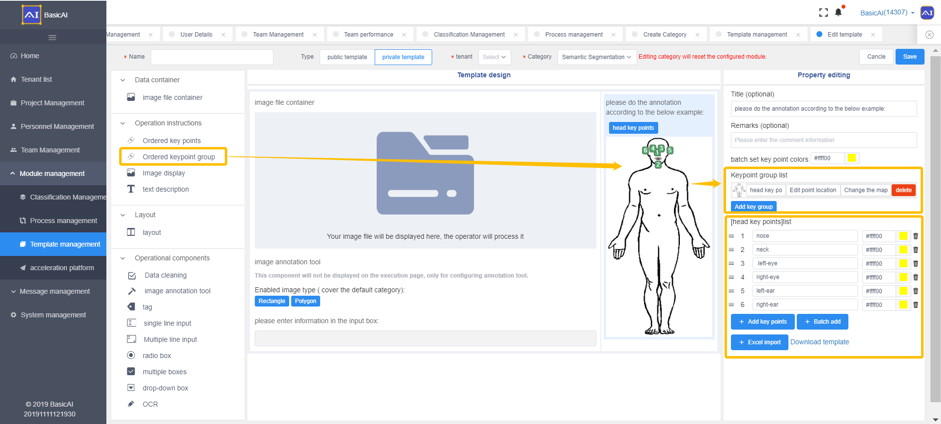 BasicAI
BasicAI(14307)
Management
User Details
Team Management
Team performance
Classification Management
Process management
Create Category
Template management
Edit template
Home
Tenant list
Project Management
Personnel Management
Team Management
Module management
Classification Manageme
Process management
Template management
acceleration platform
Message management
System management
© 2019 BasicAI
20191111121930
* Name
Type
public template
private template
* tenant
Select
* Category
Semantic Segmentation
Editing category will reset the configured module.
Cancle
Save
Data container
image file container
Operation instructions
Ordered key points
Ordered keypoint group
Image display
text description
Layout
layout
Operational components
Data cleaning
image annotation tool
tag
single line input
Multiple line input
radio box
multiple boxes
drop-down box
OCR
Template design
image file container
Your image file will be displayed here, the operator will process it
image annotation tool
This component will not be displayed on the execution page, only for configuring annotation tool.
Enabled image type ( cover the default category):
Rectangle
Polygon
please enter information in the input box:
please do the annotation
according to the below example:
head key points
Property editing
Title (optional)
please do the annotation according to the below example:
Remarks (optional)
Please enter the comment information
batch set key point colors
#ffff00
Keypoint group list
head key po
Edit point location
Change the map
delete
Add key group
[head key points]list
1 nose #ffff00
2 neck #ffff00
3 left-eye #ffff00
4 right-eye #ffff00
5 left-ear #ffff00
6 right-ear #ffff00
+ Add key points
+ Batch add
+ Excel import
Download template